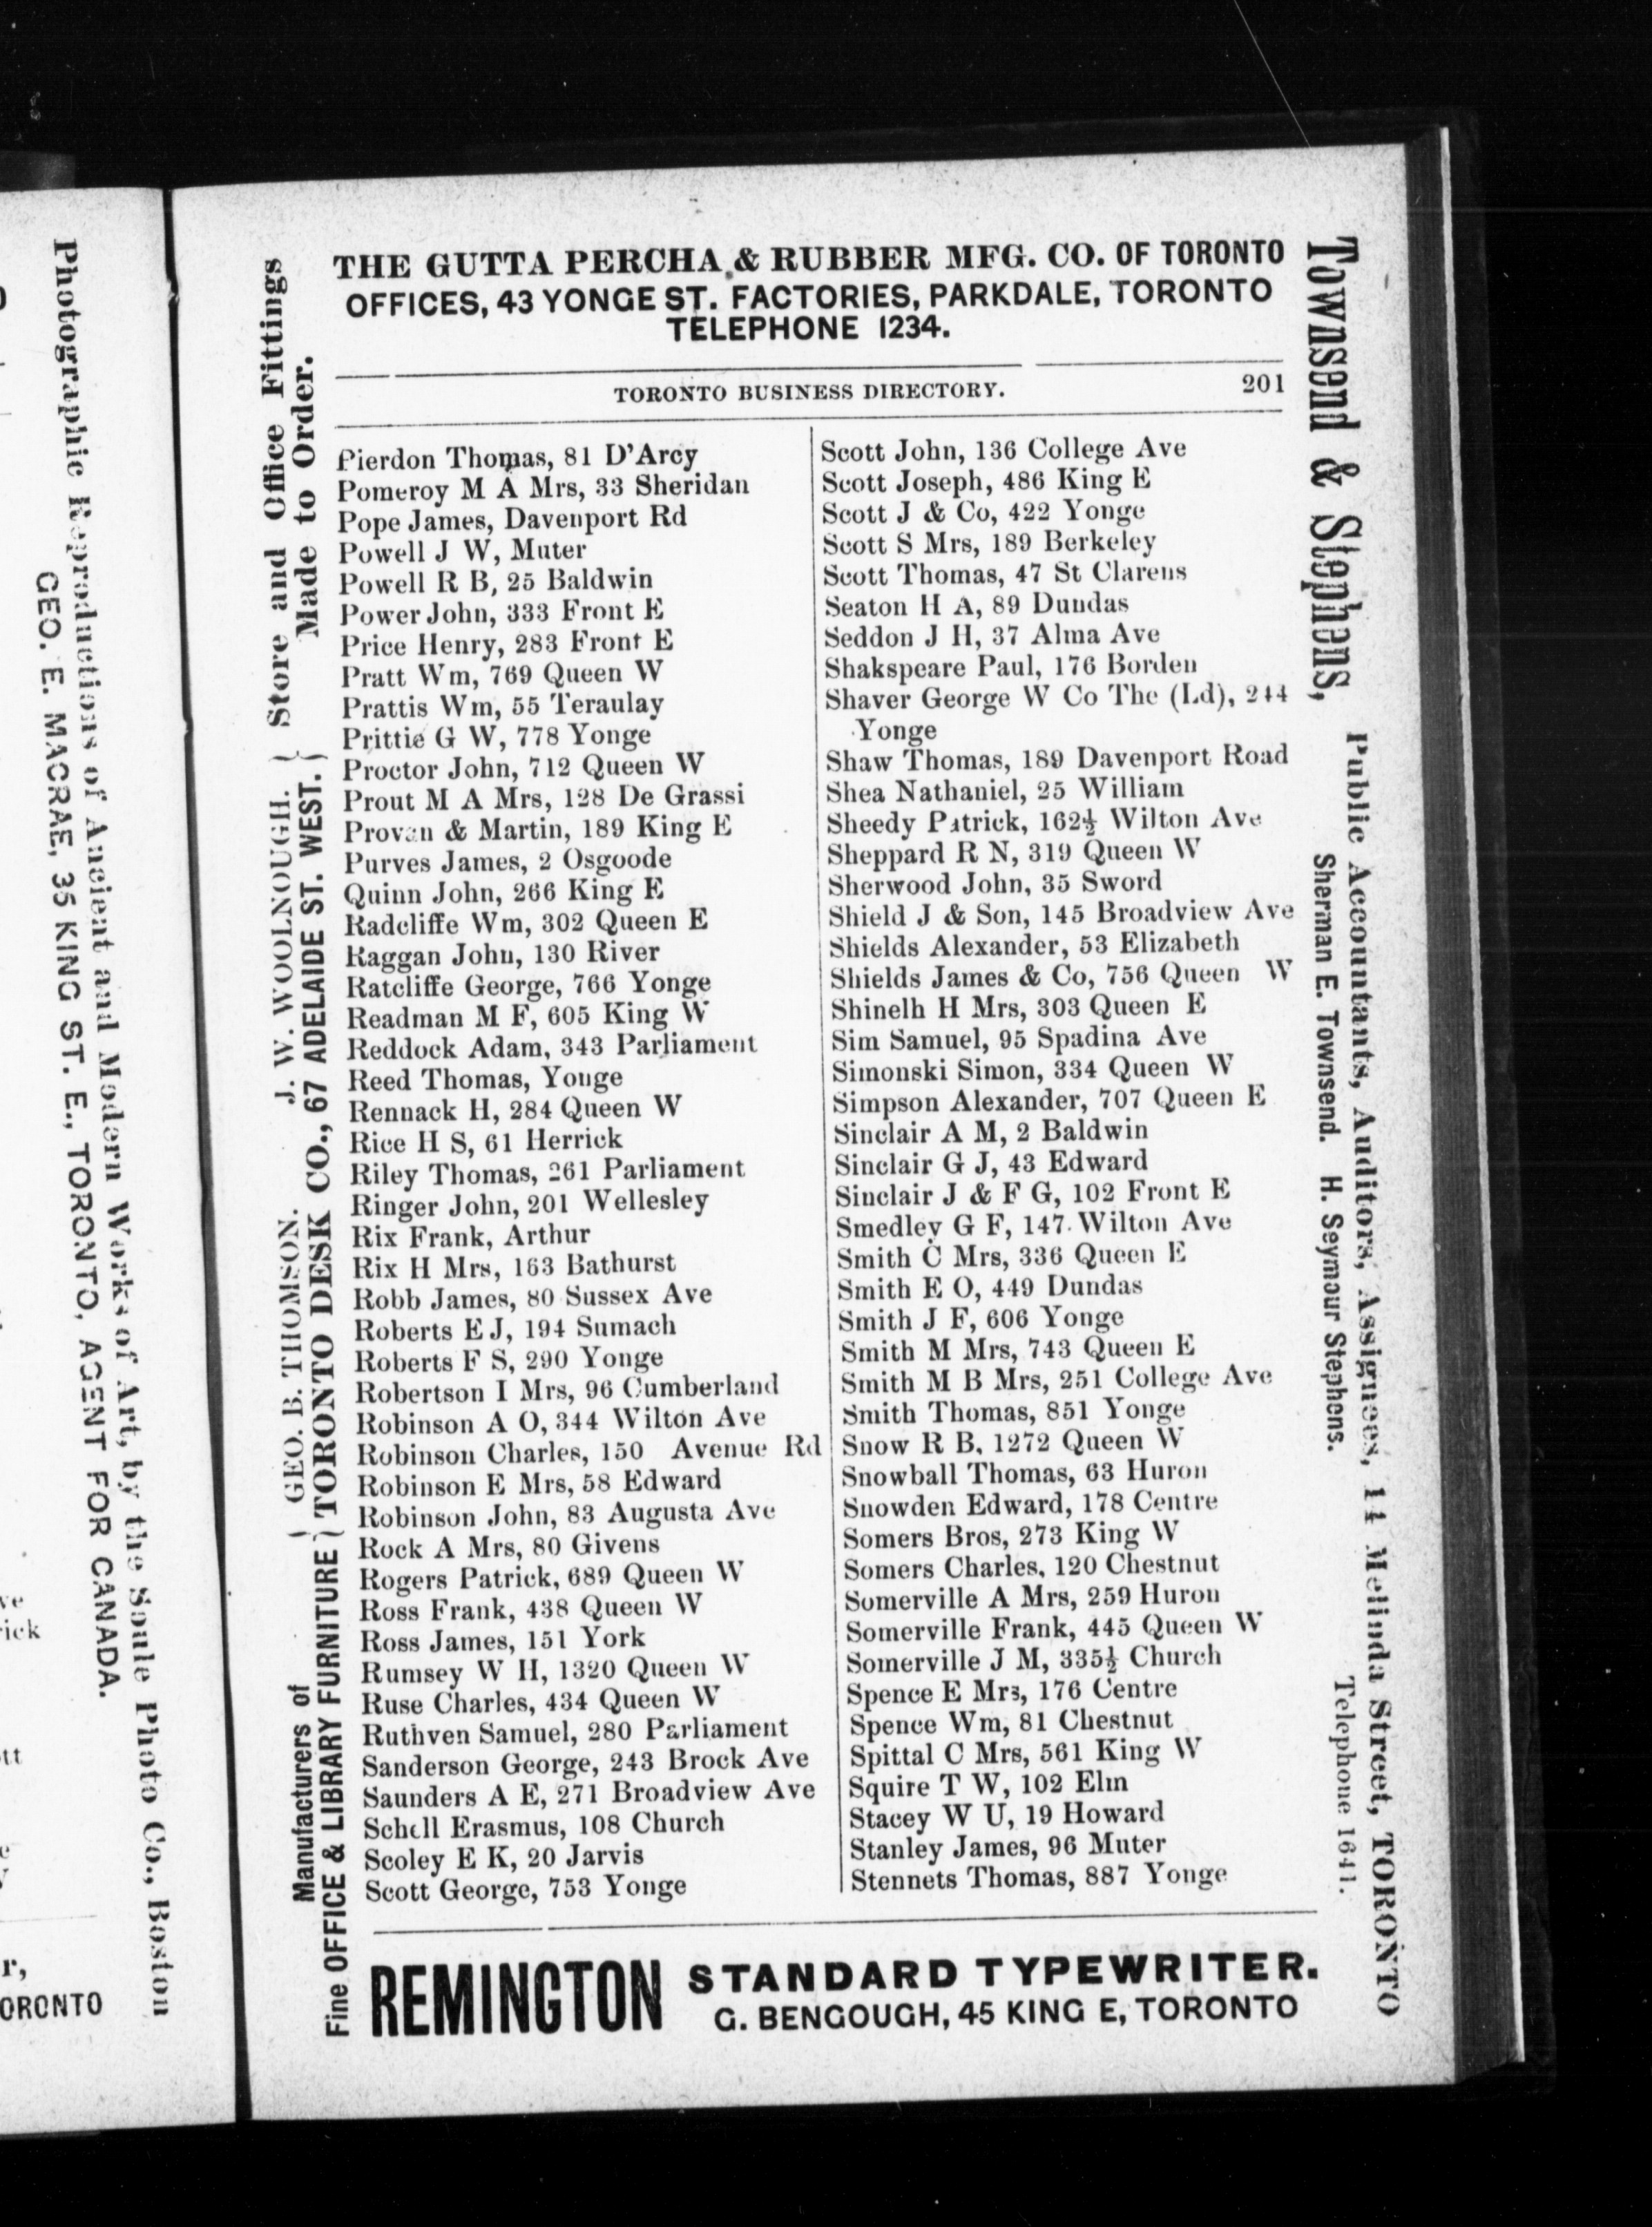 Photographic Reproductions of Ancient and Modern Works of Art, by the Soule Photo Co., Boston
GEO. E. MACRAE, 35 KING ST. E., TORONTO, AGENT FOR CANADA.
ORONTO
Store and Office Fittings
Made to Order.
J. W. WOOLNOUGH.
GEO. B. THOMSON.
TORONTO DESK CO., 67 ADELAIDE ST. WEST.
Manufacturers of
Fine OFFICE & LIBRARY FURNITURE
THE GUTTA PERCHA & RUBBER MFG. CO. OF TORONTO
OFFICES, 43 YONGE ST. FACTORIES, PARKDALE, TORONTO
TELEPHONE 1234.
TORONTO BUSINESS DIRECTORY. 201
Pierdon Thomas, 81 D'Arcy
Pomeroy M A Mrs, 33 Sheridan
Pope James, Davenport Rd
Powell J W, Muter
Powell R B, 25 Baldwin
Power John, 333 Front E
Price Henry, 283 Front E
Pratt Wm, 769 Queen W
Prattis Wm, 55 Teraulay
Prittie G W, 778 Yonge
Proctor John, 712 Queen W
Prout M A Mrs, 128 De Grassi
Provan & Martin, 189 King E
Purves James, 2 Osgoode
Quinn John, 266 King E
Radcliffe Wm, 302 Queen E
Raggan John, 130 River
Ratcliffe George, 766 Yonge
Readman M F, 605 King W
Reddock Adam, 343 Parliament
Reed Thomas, Yonge
Rennack H, 284 Queen W
Rice H S, 61 Herrick
Riley Thomas, 261 Parliament
Ringer John, 201 Wellesley
Rix Frank, Arthur
Rix H Mrs, 163 Bathurst
Robb James, 80 Sussex Ave
Roberts E J, 194 Sumach
Roberts F S, 290 Yonge
Robertson I Mrs, 96 Cumberland
Robinson A O, 344 Wilton Ave
Robinson Charles, 150 Avenue Rd
Robinson E Mrs, 58 Edward
Robinson John, 83 Augusta Ave
Rock A Mrs, 80 Givens
Rogers Patrick, 689 Queen W
Ross Frank, 438 Queen W
Ross James, 151 York
Rumsey W H, 1320 Queen W
Ruse Charles, 434 Queen W
Ruthven Samuel, 280 Parliament
Sanderson George, 243 Brock Ave
Saunders A E, 271 Broadview Ave
Schell Erasmus, 108 Church
Scoley E K, 20 Jarvis
Scott George, 753 Yonge
Scott John, 136 College Ave
Scott Joseph, 486 King E
Scott J & Co, 422 Yonge
Scott S Mrs, 189 Berkeley
Scott Thomas, 47 St Clarens
Seaton H A, 89 Dundas
Seddon J H, 37 Alma Ave
Shakspeare Paul, 176 Borden
Shaver George W Co The (Ld), 244
Yonge
Shaw Thomas, 189 Davenport Road
Shea Nathaniel, 25 William
Sheedy Patrick, 162½ Wilton Ave
Sheppard R N, 319 Queen W
Sherwood John, 35 Sword
Shield J & Son, 145 Broadview Ave
Shields Alexander, 53 Elizabeth
Shields James & Co, 756 Queen W
Shinelh H Mrs, 303 Queen E
Sim Samuel, 95 Spadina Ave
Simonski Simon, 334 Queen W
Simpson Alexander, 707 Queen E
Sinclair A M, 2 Baldwin
Sinclair G J, 43 Edward
Sinclair J & F G, 102 Front E
Smedley G F, 147 Wilton Ave
Smith C Mrs, 336 Queen E
Smith E O, 449 Dundas
Smith J F, 606 Yonge
Smith M Mrs, 743 Queen E
Smith M B Mrs, 251 College Ave
Smith Thomas, 851 Yonge
Snow R B, 1272 Queen W
Snowball Thomas, 63 Huron
Snowden Edward, 178 Centre
Somers Bros, 273 King W
Somers Charles, 120 Chestnut
Somerville A Mrs, 259 Huron
Somerville Frank, 445 Queen W
Somerville J M, 335½ Church
Spence E Mrs, 176 Centre
Spence Wm, 81 Chestnut
Spittal C Mrs, 561 King W
Squire T W, 102 Elm
Stacey W U, 19 Howard
Stanley James, 96 Muter
Stennets Thomas, 887 Yonge
REMINGTON STANDARD TYPEWRITER.
G. BENGOUGH, 45 KING E, TORONTO
Townsend & Stephens,
Public Accountants, Auditors, Assignees, 14 Melinda Street, TORONTO
Sherman E. Townsend. H. Seymour Stephens.
Telephone 1641.